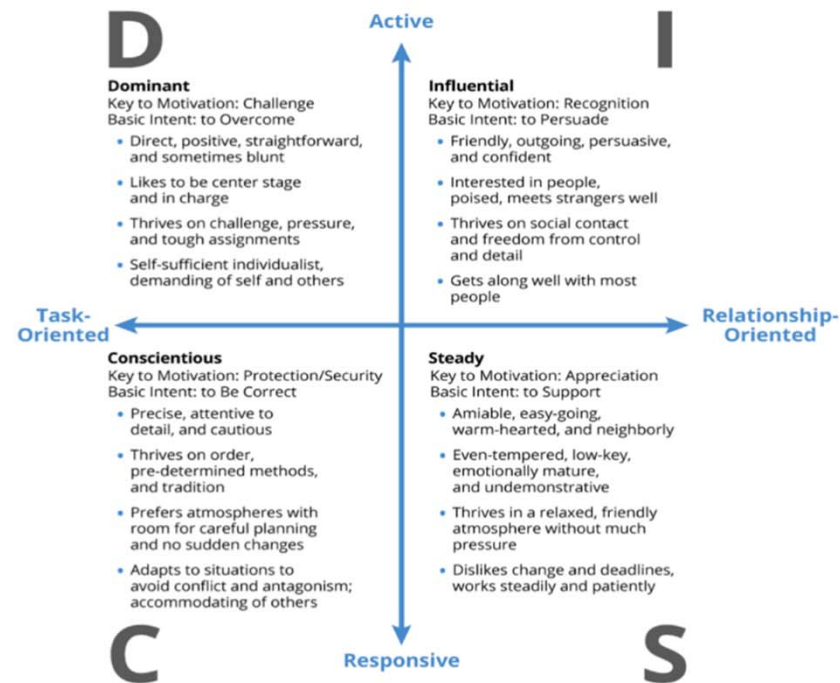 D
Active
I
Dominant
Key to Motivation: Challenge
Basic Intent: to Overcome
• Direct, positive, straightforward,
and sometimes blunt
• Likes to be center stage
and in charge
• Thrives on challenge, pressure,
and tough assignments
• Self-sufficient individualist,
demanding of self and others
Influential
Key to Motivation: Recognition
Basic Intent: to Persuade
• Friendly, outgoing, persuasive,
and confident
• Interested in people,
poised, meets strangers well
• Thrives on social contact
and freedom from control
and detail
• Gets along well with most
people
Task-
Oriented
Relationship-
Oriented
Conscientious
Key to Motivation: Protection/Security
Basic Intent: to Be Correct
• Precise, attentive to
detail, and cautious
• Thrives on order,
pre-determined methods,
and tradition
• Prefers atmospheres with
room for careful planning
and no sudden changes
• Adapts to situations to
avoid conflict and antagonism;
accommodating of others
Steady
Key to Motivation: Appreciation
Basic Intent: to Support
• Amiable, easy-going,
warm-hearted, and neighborly
• Even-tempered, low-key,
emotionally mature,
and undemonstrative
• Thrives in a relaxed, friendly
atmosphere without much
pressure
• Dislikes change and deadlines,
works steadily and patiently
C
Responsive
S